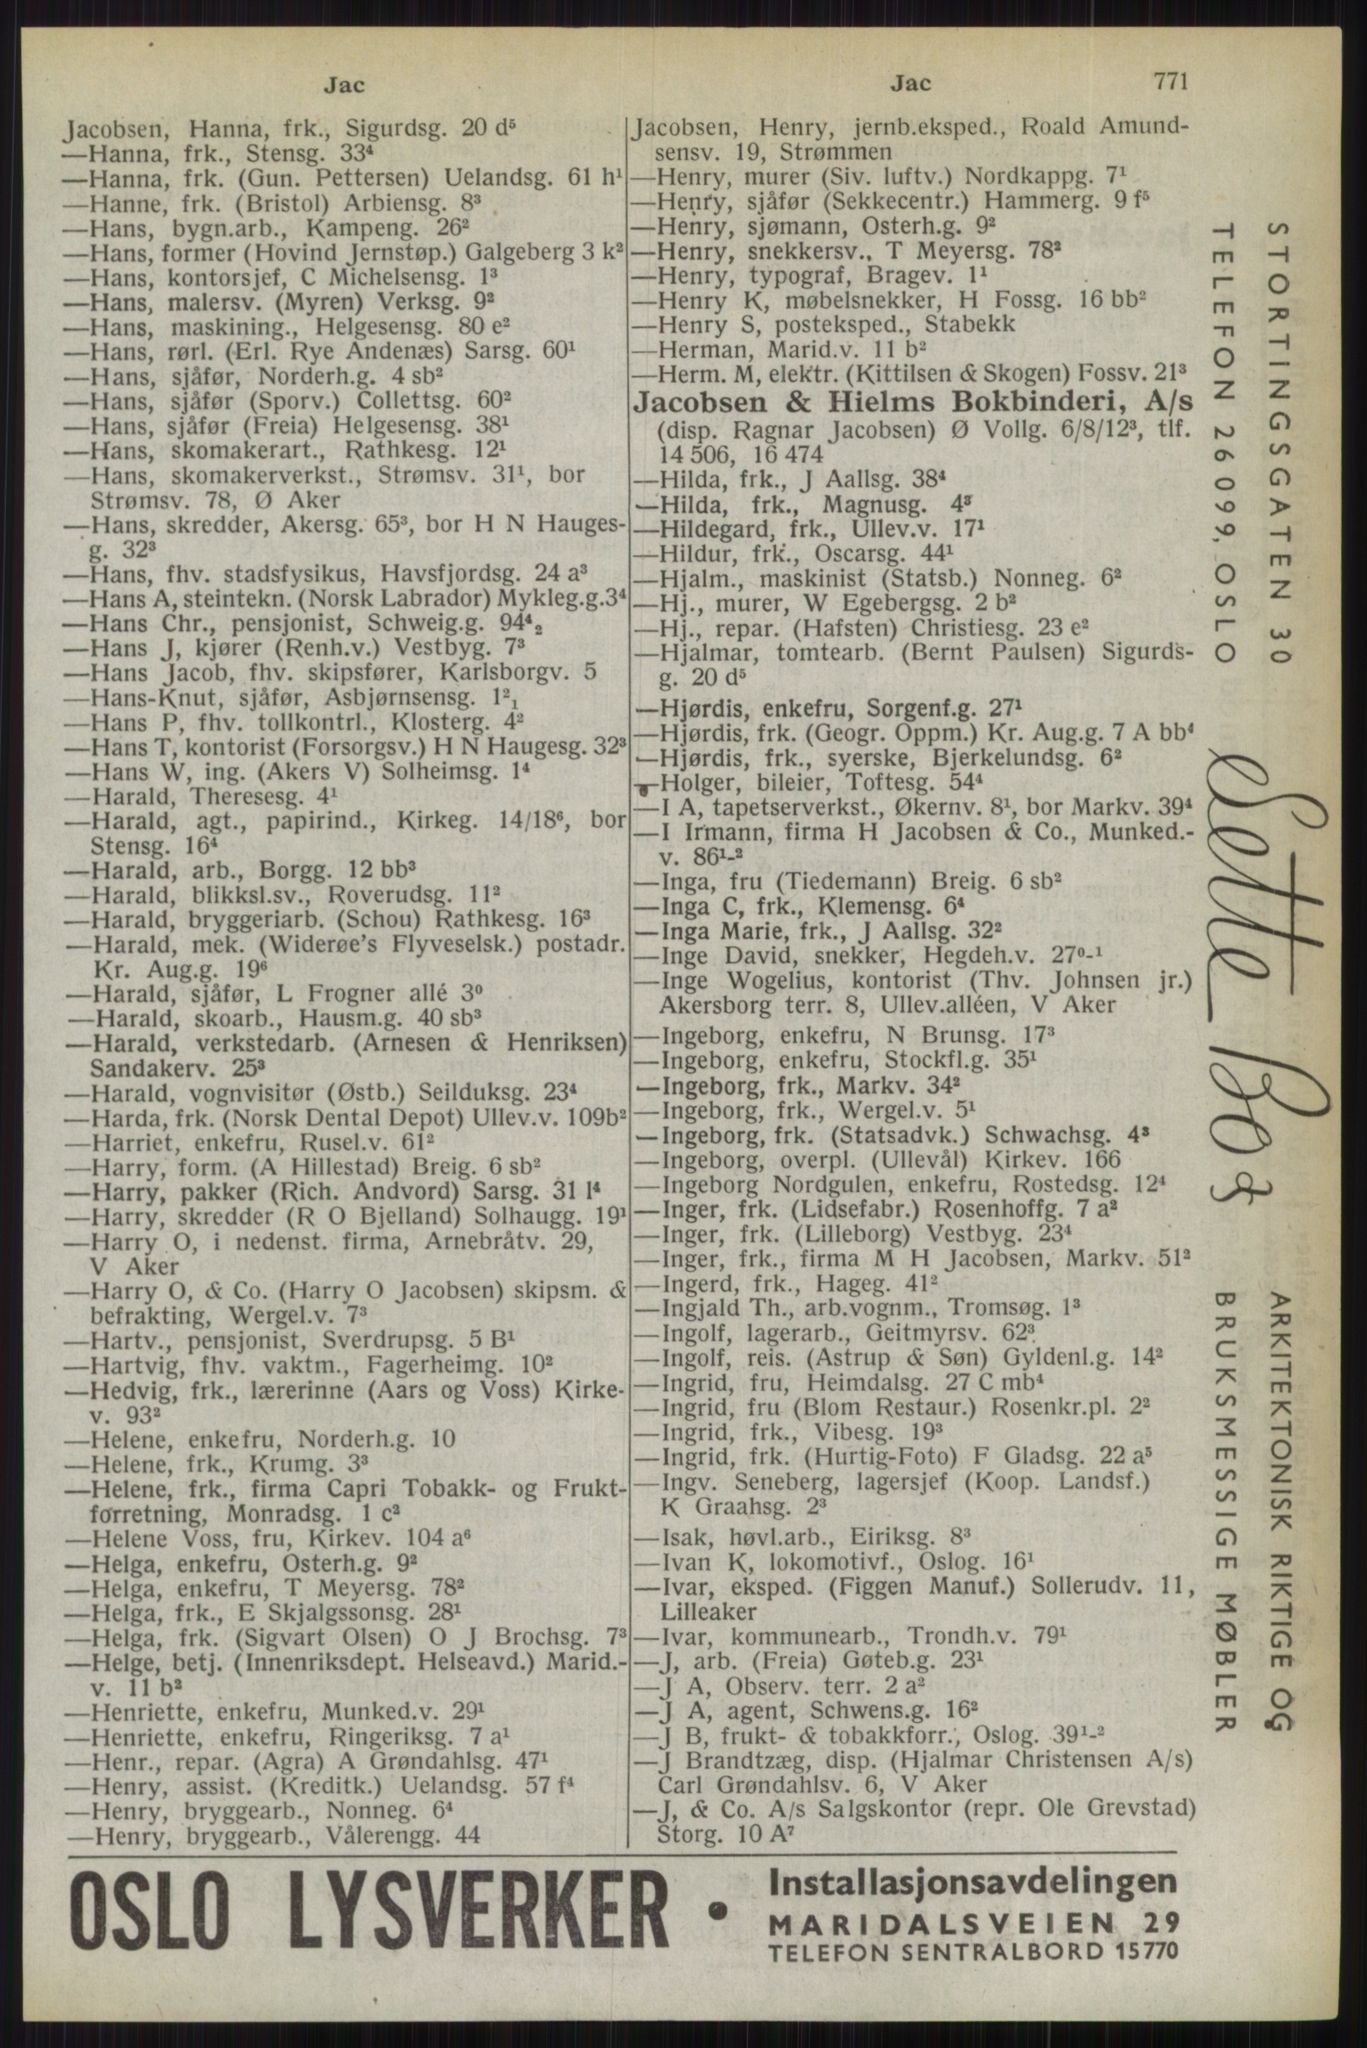 Jac
Jac
771
Jacobsen, Hanna, frk., Sigurdsg. 20 d⁵
—Hanna, frk., Stensg. 33⁴
—Hanna, frk. (Gun. Pettersen) Uelandsg. 61 h¹
—Hanne, frk. (Bristol) Arbiensg. 8³
—Hans, bygn.arb., Kampeng. 26²
—Hans, former (Hovind Jernstøp.) Galgeberg 3 k²
—Hans, kontorsjef, C Michelsensg. 1³
—Hans, malersv. (Myren) Verksg. 9²
—Hans, maskining., Helgesensg. 80 e²
—Hans, rørl. (Erl. Rye Andenæs) Sarsg. 60¹
—Hans, sjåfør, Norderh.g. 4 sb²
—Hans, sjåfør (Sporv.) Collettsg. 60²
—Hans, sjåfør (Freia) Helgesensg. 38¹
—Hans, skomakerart., Rathkesg. 12¹
—Hans, skomakerverkst., Strømsv. 31¹, bor
Strømsv. 78, Ø Aker
—Hans, skredder, Akersg. 65³, bor H N Hauges-
g. 32³
—Hans, fhv. stadsfysikus, Havsfjordsg. 24 a³
—Hans A, steintekn. (Norsk Labrador) Mykleg.g.3⁴
—Hans Chr., pensjonist, Schweig.g. 94⁴₂
—Hans J, kjører (Renh.v.) Vestbyg. 7³
—Hans Jacob, fhv. skipsfører, Karlsborgv. 5
—Hans-Knut, sjåfør, Asbjørnsensg. 1²₁
—Hans P, fhv. tollkontrl., Klosterg. 4²
—Hans T, kontorist (Forsorgsv.) H N Haugesg. 32³
—Hans W, ing. (Akers V) Solheimsg. 1⁴
—Harald, Theresesg. 4¹
—Harald, agt., papirind., Kirkeg. 14/18⁶, bor
Stensg. 16⁴
—Harald, arb., Borgg. 12 bb³
—Harald, blikksl.sv., Roverudsg. 11²
—Harald, bryggeriarb. (Schou) Rathkesg. 16³
—Harald, mek. (Widerøe's Flyveselsk.) postadr.
Kr. Aug.g. 19⁶
—Harald, sjåfør, L Frogner allé 3⁰
—Harald, skoarb., Hausm.g. 40 sb³
—Harald, verkstedarb. (Arnesen & Henriksen)
Sandakerv. 25³
—Harald, vognvisitør (Østb.) Seilduksg. 23⁴
—Harda, frk. (Norsk Dental Depot) Ullev.v. 109b²
—Harriet, enkefru, Rusel.v. 61²
—Harry, form. (A Hillestad) Breig. 6 sb²
—Harry, pakker (Rich. Andvord) Sarsg. 31 l⁴
—Harry, skredder (R O Bjelland) Solhaugg. 19¹
—Harry O, i nedenst. firma, Arnebråtv. 29,
V Aker
—Harry O, & Co. (Harry O Jacobsen) skipsm. &
befrakting, Wergel.v. 7³
—Hartv., pensjonist, Sverdrupsg. 5 B¹
—Hartvig, fhv. vaktm., Fagerheimg. 10²
—Hedvig, frk., lærerinne (Aars og Voss) Kirke-
v. 93²
—Helene, enkefru, Norderh.g. 10
—Helene, frk., Krumg. 3³
—Helene, frk., firma Capri Tobakk- og Frukt-
forretning, Monradsg. 1 c²
—Helene Voss, fru, Kirkev. 104 a⁶
—Helga, enkefru, Osterh.g. 9²
—Helga, enkefru, T Meyersg. 78²
—Helga, frk., E Skjalgssonsg. 28¹
—Helga, frk. (Sigvart Olsen) O J Brochsg. 7³
—Helge, betj. (Innenriksdept. Helseavd.) Marid.-
v. 11 b²
—Henriette, enkefru, Munked.v. 29¹
—Henriette, enkefru, Ringeriksg. 7 a¹
—Henr., repar. (Agra) A Grøndahlsg. 47¹
—Henry, assist. (Kreditk.) Uelandsg. 57 f⁴
—Henry, bryggearb., Nonneg. 6⁴
—Henry, bryggearb., Vålerengg. 44
Jacobsen, Henry, jernb.eksped., Roald Amund-
sensv. 19, Strømmen
—Henry, murer (Siv. luftv.) Nordkappg. 7¹
—Henry, sjåfør (Sekkecentr.) Hammerg. 9 f⁵
—Henry, sjømann, Osterh.g. 9²
—Henry, snekkersv., T Meyersg. 78²
—Henry, typograf, Bragev. 1¹
—Henry K, møbelsnekker, H Fossg. 16 bb²
—Henry S, posteksped., Stabekk
—Herman, Marid.v. 11 b²
—Herm. M, elektr. (Kittilsen & Skogen) Fossv. 21³
Jacobsen & Hielms Bokbinderi, A/s
(disp. Ragnar Jacobsen) Ø Vollg. 6/8/12³, tlf.
14 506, 16 474
—Hilda, frk., J Aallsg. 38⁴
—Hilda, frk., Magnusg. 4³
—Hildegard, frk., Ullev.v. 17¹
—Hildur, frk., Oscarsg. 44¹
—Hjalm., maskinist (Statsb.) Nonneg. 6²
—Hj., murer, W Egebergsg. 2 b²
—Hj., repar. (Hafsten) Christiesg. 23 e²
—Hjalmar, tomtearb. (Bernt Paulsen) Sigurds-
g. 20 d⁵
—Hjørdis, enkefru, Sorgenf.g. 27¹
—Hjørdis, frk. (Geogr. Oppm.) Kr. Aug.g. 7 A bb⁴
—Hjørdis, frk., syerske, Bjerkelundsg. 6²
—Holger, bileier, Toftesg. 54⁴
—I A, tapetserverkst., Økernv. 8¹, bor Markv. 39⁴
—I Irmann, firma H Jacobsen & Co., Munked.-
v. 86¹-²
—Inga, fru (Tiedemann) Breig. 6 sb²
—Inga C, frk., Klemensg. 6⁴
—Inga Marie, frk., J Aallsg. 32²
—Inge David, snekker, Hegdeh.v. 27⁰-¹
—Inge Wogelius, kontorist (Thv. Johnsen jr.)
Akersborg terr. 8, Ullev.alléen, V Aker
—Ingeborg, enkefru, N Brunsg. 17³
—Ingeborg, enkefru, Stockfl.g. 35¹
—Ingeborg, frk., Markv. 34²
—Ingeborg, frk., Wergel.v. 5¹
—Ingeborg, frk. (Statsadvk.) Schwachsg. 4³
—Ingeborg, overpl. (Ullevål) Kirkev. 166
—Ingeborg Nordgulen, enkefru, Rostedsg. 12⁴
—Inger, frk. (Lidsefabr.) Rosenhoffg. 7 a²
—Inger, frk. (Lilleborg) Vestbyg. 23⁴
—Inger, frk., firma M H Jacobsen, Markv. 51²
—Ingerd, frk., Hageg. 41²
—Ingjald Th., arb.vognm., Tromsøg. 1³
—Ingolf, lagerarb., Geitmyrsv. 62³
—Ingolf, reis. (Astrup & Søn) Gyldenl.g. 14²
—Ingrid, fru, Heimdalsg. 27 C mb⁴
—Ingrid, fru (Blom Restaur.) Rosenkr.pl. 2²
—Ingrid, frk., Vibesg. 19³
—Ingrid, frk. (Hurtig-Foto) F Gladsg. 22 a⁵
—Ingv. Seneberg, lagersjef (Koop. Landsf.)
K Graahsg. 2³
—Isak, høvl.arb., Eiriksg. 8³
—Ivan K, lokomotivf., Oslog. 16¹
—Ivar, eksped. (Figgen Manuf.) Sollerudv. 11,
Lilleaker
—Ivar, kommunearb., Trondh.v. 79¹
—J, arb. (Freia) Gøteb.g. 23¹
—J A, Observ. terr. 2 a²
—J A, agent, Schwens.g. 16²
—J B, frukt- & tobakkforr., Oslog. 39¹-²
—J Brandtzæg, disp. (Hjalmar Christensen A/s)
Carl Grøndahlsv. 6, V Aker
—J, & Co. A/s Salgskontor (repr. Ole Grevstad)
Storg. 10 A⁷
STORTINGSGATEN 30
TELEFON 26099, OSLO
Sette Bo
ARKITEKTONISK RIKTIGE OG
BRUKSMESSIGE MØBLER
OSLO LYSVERKER •
Installasjonsavdelingen
MARIDALSVEIEN 29
TELEFON SENTRALBORD 15770